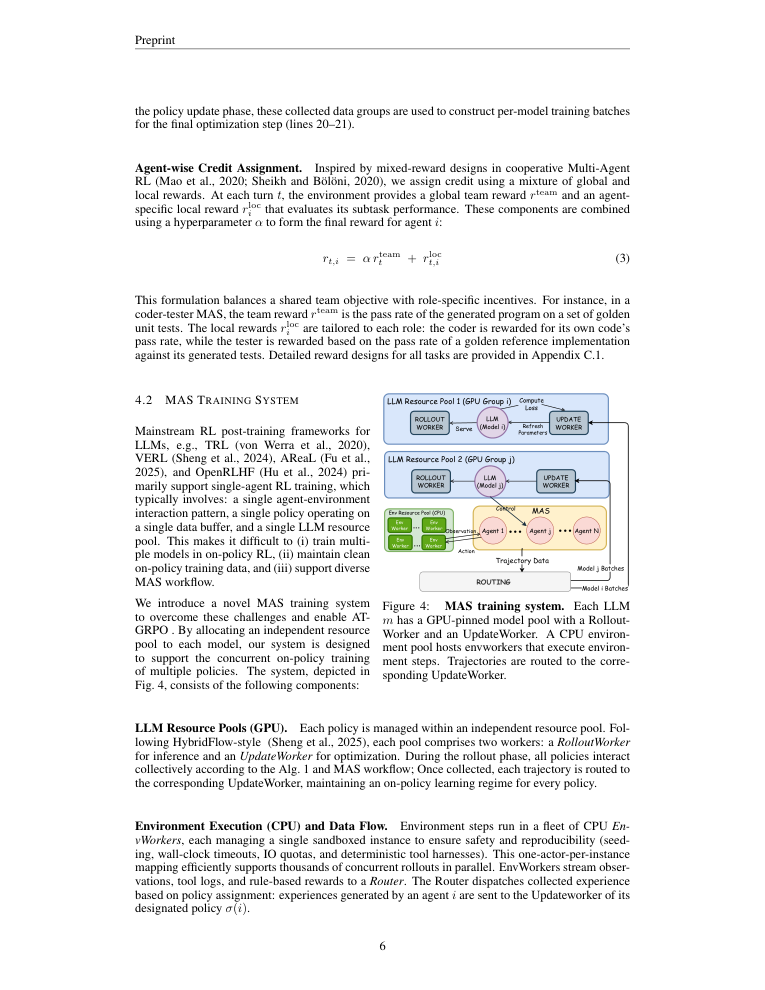 Preprint
the policy update phase, these collected data groups are used to construct per-model training batches
for the final optimization step (lines 20–21).
Agent-wise Credit Assignment. Inspired by mixed-reward designs in cooperative Multi-Agent
RL (Mao et al., 2020; Sheikh and Bölöni, 2020), we assign credit using a mixture of global and
local rewards. At each turn t, the environment provides a global team reward r^team and an agent-
specific local reward r_i^loc that evaluates its subtask performance. These components are combined
using a hyperparameter α to form the final reward for agent i:
r_{t,i} = α r_t^team + r_{t,i}^loc (3)
This formulation balances a shared team objective with role-specific incentives. For instance, in a
coder-tester MAS, the team reward r^team is the pass rate of the generated program on a set of golden
unit tests. The local rewards r_i^loc are tailored to each role: the coder is rewarded for its own code's
pass rate, while the tester is rewarded based on the pass rate of a golden reference implementation
against its generated tests. Detailed reward designs for all tasks are provided in Appendix C.1.
4.2 MAS TRAINING SYSTEM
Mainstream RL post-training frameworks for
LLMs, e.g., TRL (von Werra et al., 2020),
VERL (Sheng et al., 2024), AReaL (Fu et al.,
2025), and OpenRLHF (Hu et al., 2024) pri-
marily support single-agent RL training, which
typically involves: a single agent-environment
interaction pattern, a single policy operating on
a single data buffer, and a single LLM resource
pool. This makes it difficult to (i) train multi-
ple models in on-policy RL, (ii) maintain clean
on-policy training data, and (iii) support diverse
MAS workflow.
We introduce a novel MAS training system
to overcome these challenges and enable AT-
GRPO . By allocating an independent resource
pool to each model, our system is designed
to support the concurrent on-policy training
of multiple policies. The system, depicted in
Fig. 4, consists of the following components:
LLM Resource Pool 1 (GPU Group i)
Compute
Loss
ROLLOUT
WORKER
Serve
LLM
(Model i)
Refresh
Parameters
UPDATE
WORKER
LLM Resource Pool 2 (GPU Group j)
ROLLOUT
WORKER
LLM
(Model j)
UPDATE
WORKER
Control
MAS
Env Resource Pool (CPU)
Env
Worker
...
Env
Worker
Env
Worker
...
Env
Worker
Observation
Action
Agent 1
•••
Agent j
•••
Agent N
Trajectory Data
Model j Batches
ROUTING
Model i Batches
Figure 4: MAS training system. Each LLM
m has a GPU-pinned model pool with a Rollout-
Worker and an UpdateWorker. A CPU environ-
ment pool hosts envworkers that execute environ-
ment steps. Trajectories are routed to the corre-
sponding UpdateWorker.
LLM Resource Pools (GPU). Each policy is managed within an independent resource pool. Fol-
lowing HybridFlow-style (Sheng et al., 2025), each pool comprises two workers: a RolloutWorker
for inference and an UpdateWorker for optimization. During the rollout phase, all policies interact
collectively according to the Alg. 1 and MAS workflow; Once collected, each trajectory is routed to
the corresponding UpdateWorker, maintaining an on-policy learning regime for every policy.
Environment Execution (CPU) and Data Flow. Environment steps run in a fleet of CPU En-
vWorkers, each managing a single sandboxed instance to ensure safety and reproducibility (seed-
ing, wall-clock timeouts, IO quotas, and deterministic tool harnesses). This one-actor-per-instance
mapping efficiently supports thousands of concurrent rollouts in parallel. EnvWorkers stream obser-
vations, tool logs, and rule-based rewards to a Router. The Router dispatches collected experience
based on policy assignment: experiences generated by an agent i are sent to the Updateworker of its
designated policy σ(i).
6